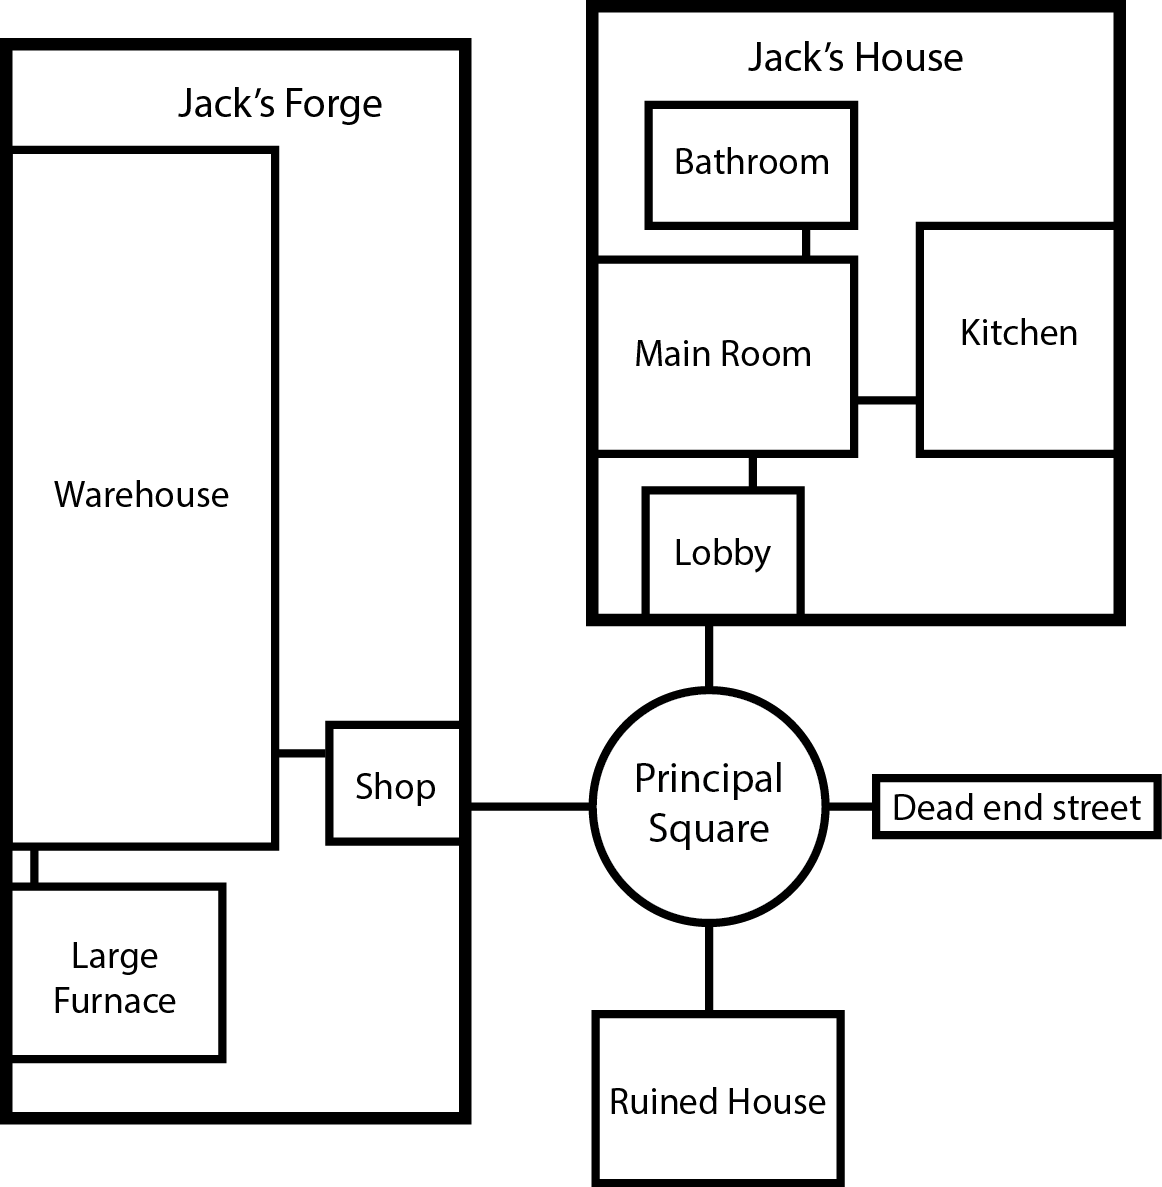 Jack’s House
Jack’s Forge
Bathroom
Kitchen
Main Room
Warehouse
Lobby
Principal
Square
Shop
Dead end street
Large
Furnace
Ruined House